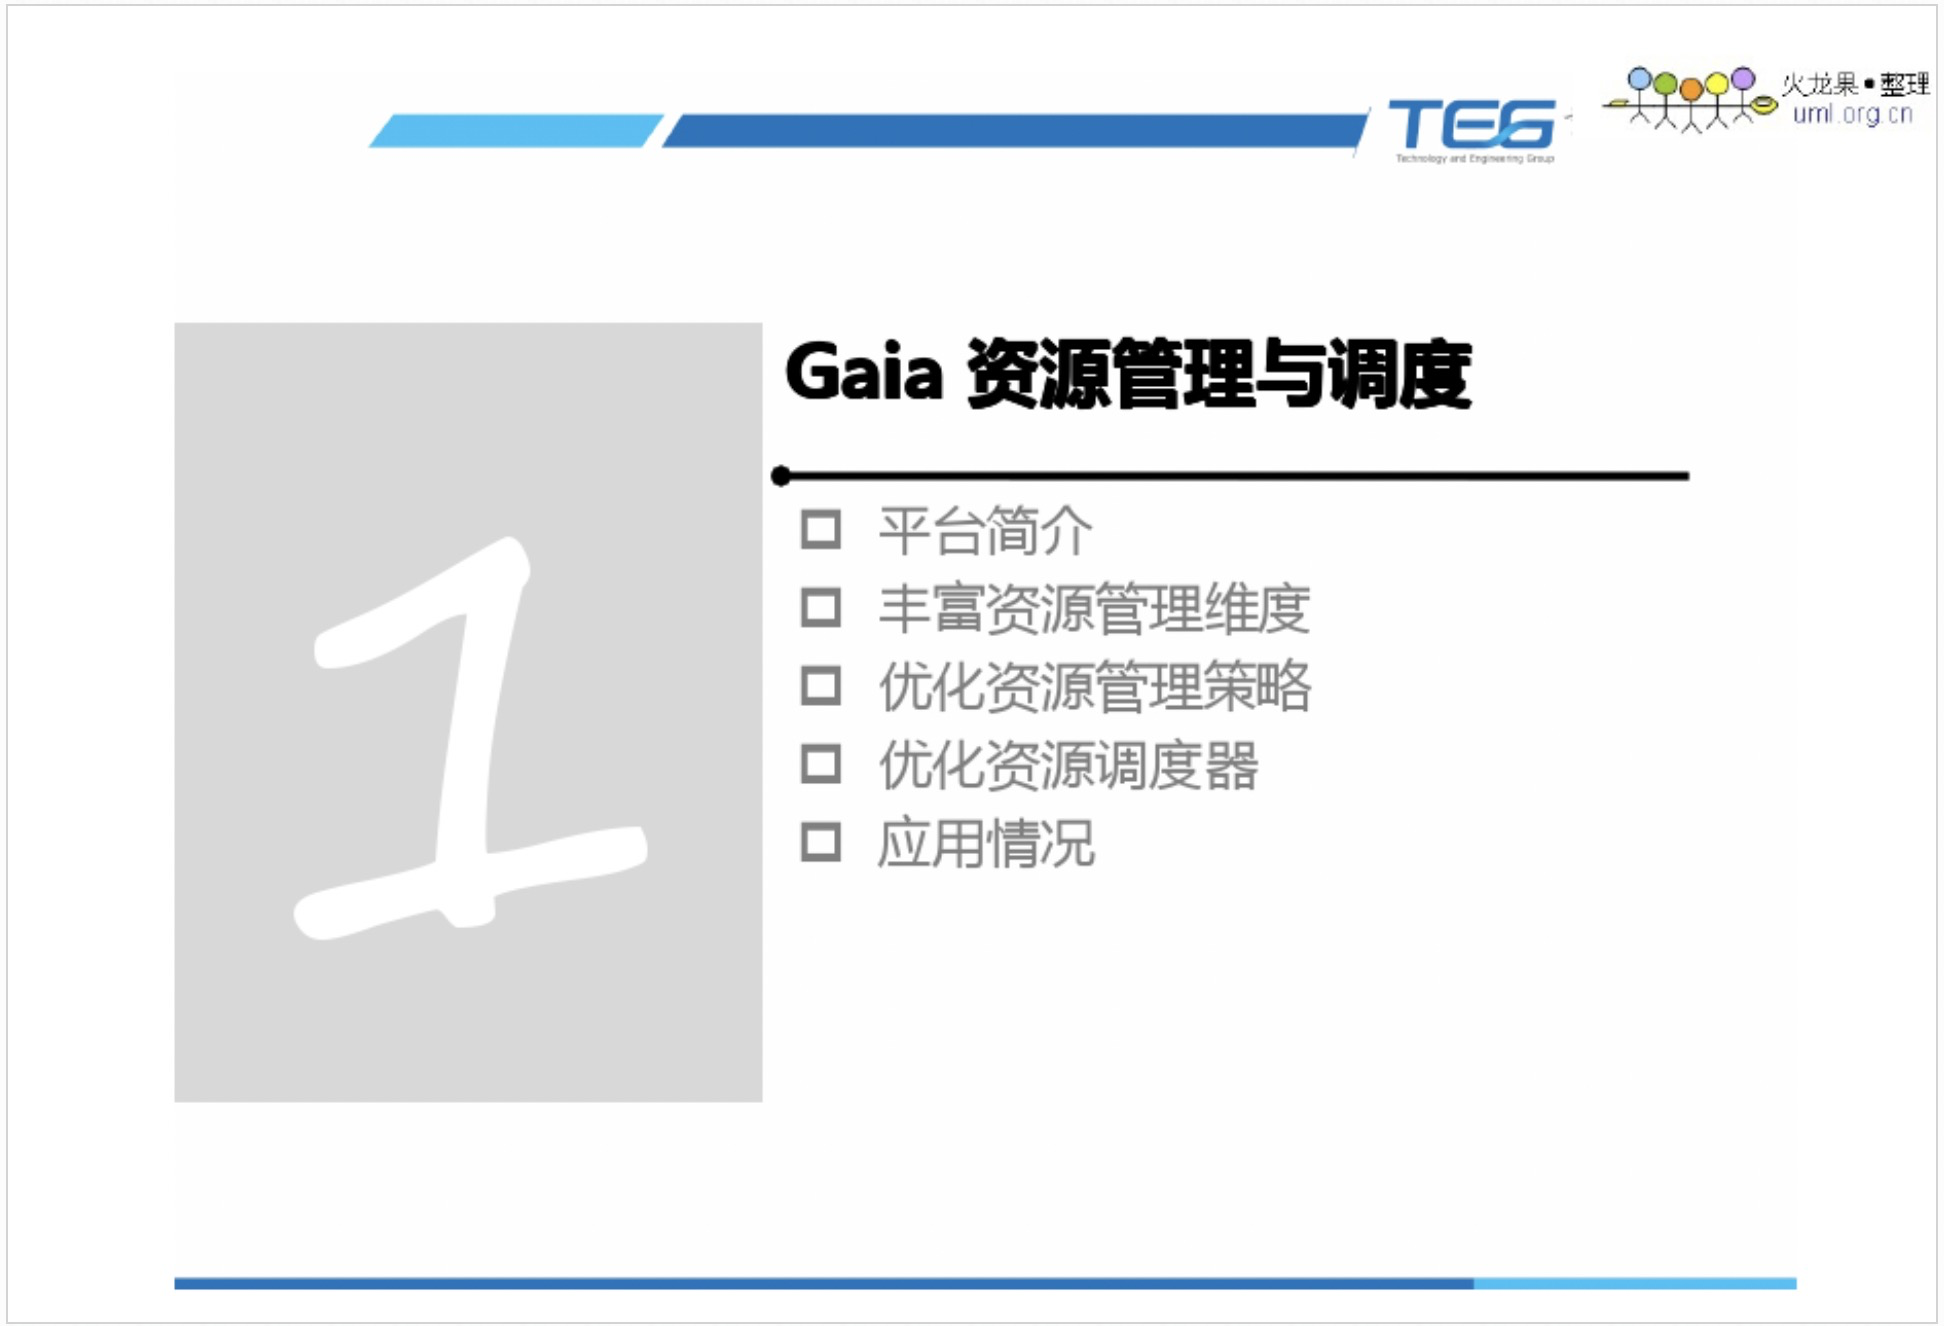 火龙果•整理
uml.org.cn
TEG
Technology and Engineering Group
Gaia 资源管理与调度
1
平台简介
丰富资源管理维度
优化资源管理策略
优化资源调度器
应用情况